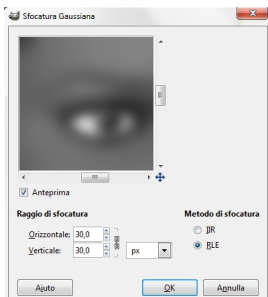 Sfocatura Gaussiana
Anteprima
Raggio di sfocatura
Metodo di sfocatura
Orizzontale: 30,0
Verticale: 30,0 px
IIR
RLE
Aiuto OK Annulla